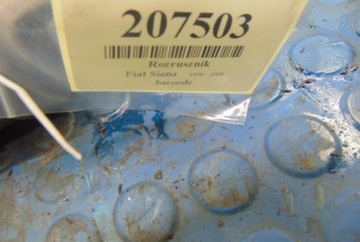 207503
Rozrusznik
Fiat Siena
barcode